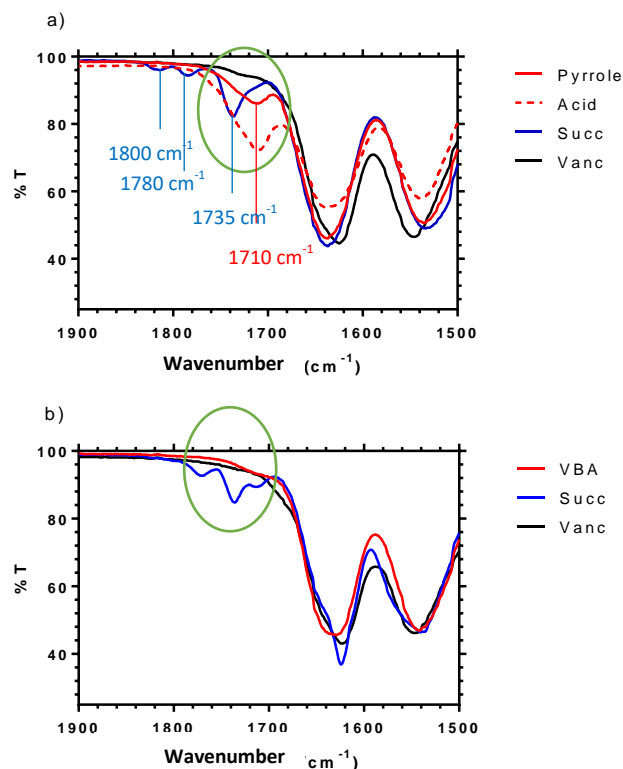 a)
100
80
60
40
% T
1800 cm-1
1780 cm-1
1735 cm-1
1710 cm-1
Pyrrole
Acid
Succ
Vanc
1900 1800 1700 1600 1500
Wavenumber (cm-1)
b)
100
80
60
40
% T
VBA
Succ
Vanc
1900 1800 1700 1600 1500
Wavenumber cm-1)